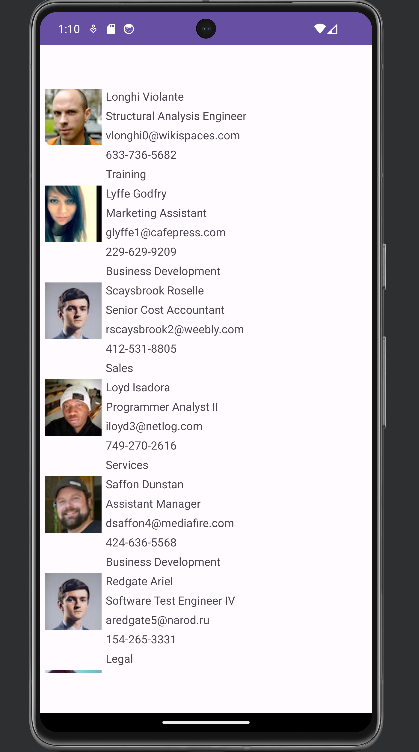 1:10
Longhi Violante
Structural Analysis Engineer
vlonghi0@wikispaces.com
633-736-5682
Training
Lyffe Godfry
Marketing Assistant
glyffe1@cafepress.com
229-629-9209
Business Development
Scaysbrook Roselle
Senior Cost Accountant
rscaysbrook2@weebly.com
412-531-8805
Sales
Loyd Isadora
Programmer Analyst II
iloyd3@netlog.com
749-270-2616
Services
Saffon Dunstan
Assistant Manager
dsaffon4@mediafire.com
424-636-5568
Business Development
Redgate Ariel
Software Test Engineer IV
aredgate5@narod.ru
154-265-3331
Legal